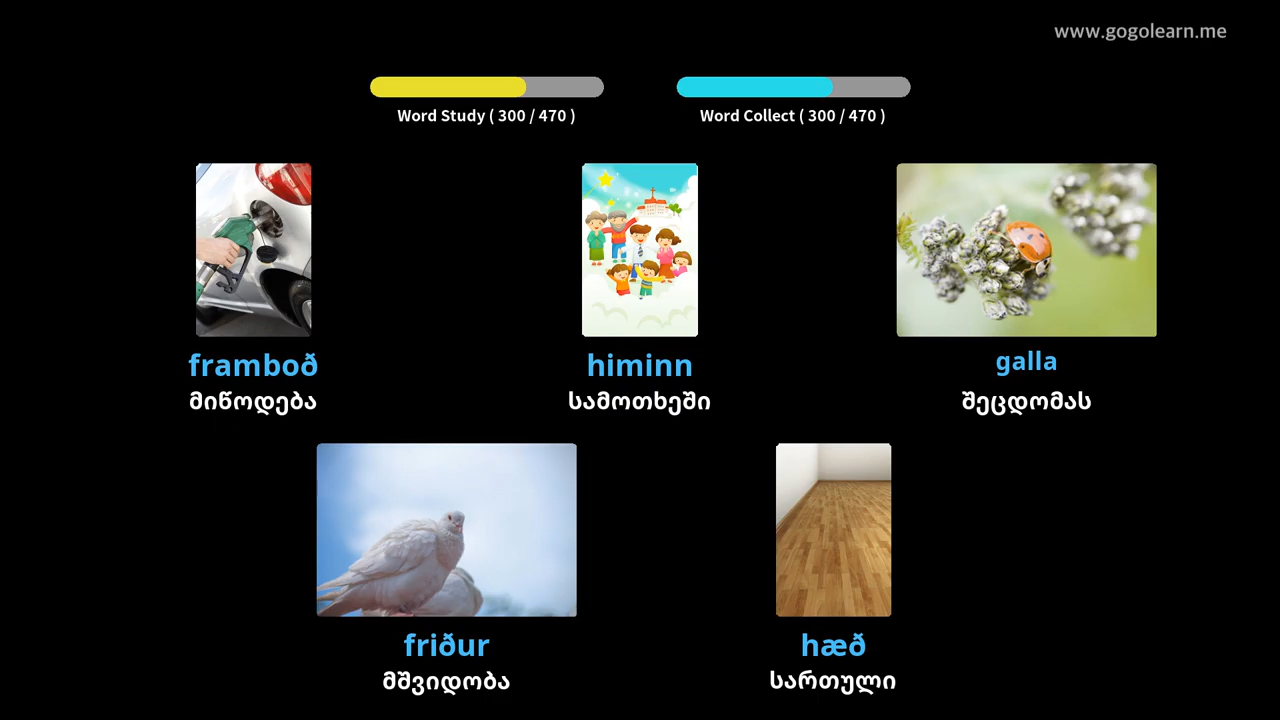 www.gogolearn.me
Word Study ( 300 / 470 )
Word Collect ( 300 / 470 )
framboð
მიწოდება
himinn
სამოთხეში
galla
შეცდომას
friður
მშვიდობა
hæð
სართული